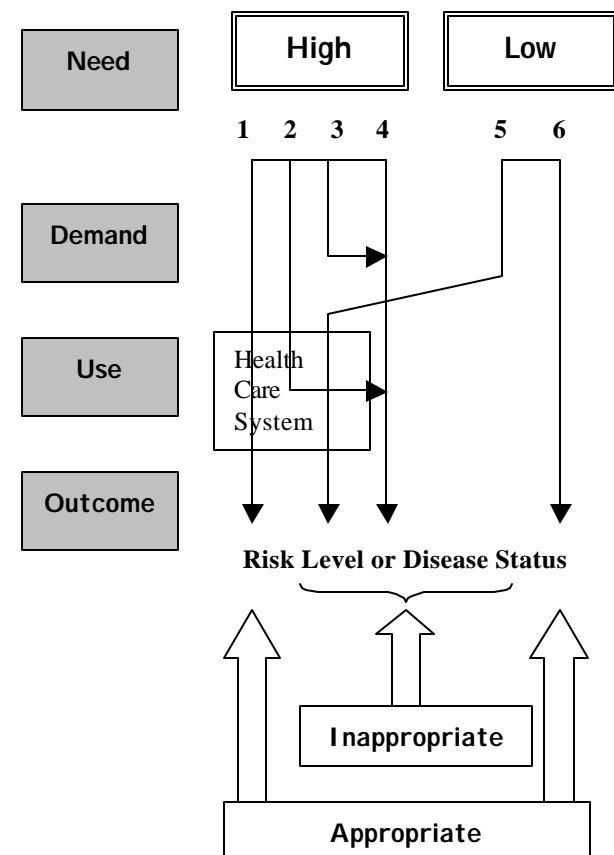 Need
High
Low
1 2 3 4 5 6
Demand
Use
Health
Care
System
Outcome
Risk Level or Disease Status
Inappropriate
Appropriate